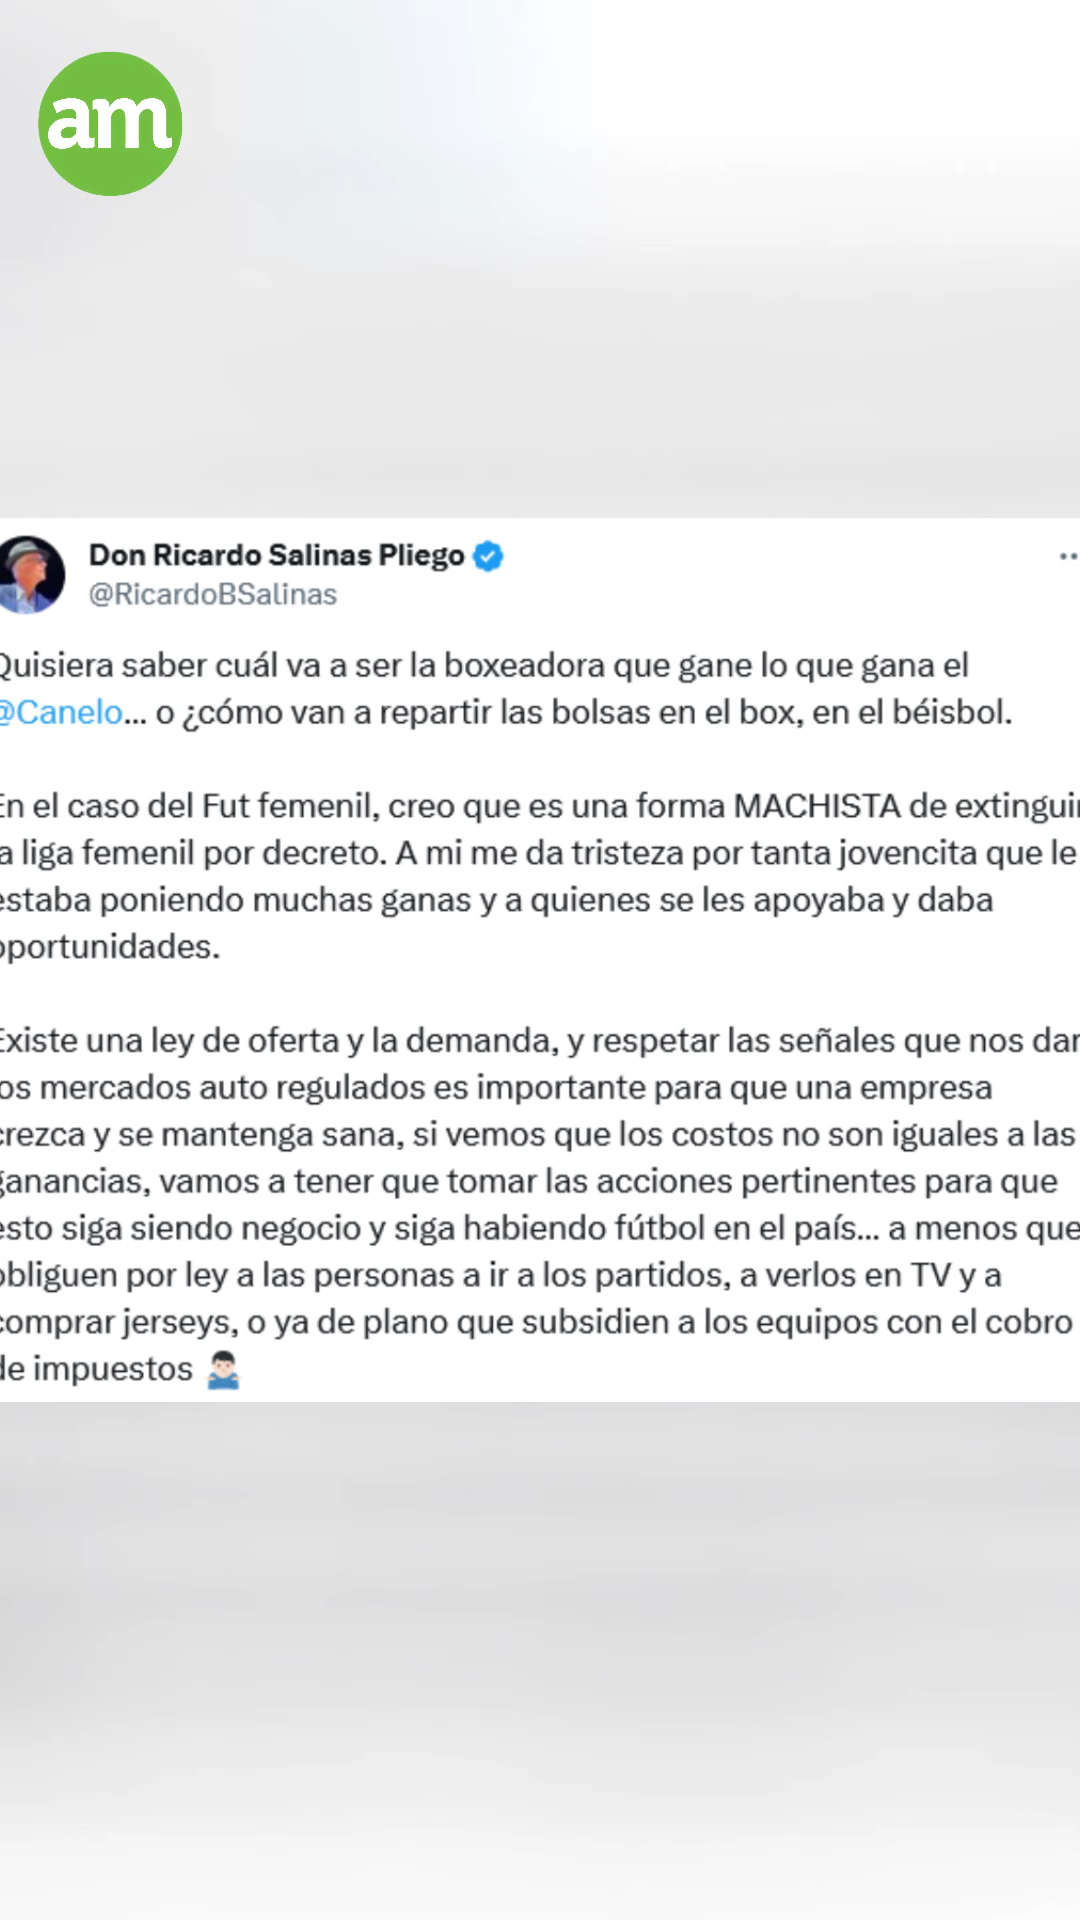 am
Don Ricardo Salinas Pliego
@RicardoBSalinas
Quisiera saber cuál va a ser la boxeadora que gane lo que gana el
@Canelo... o ¿cómo van a repartir las bolsas en el box, en el béisbol.
En el caso del Fut femenil, creo que es una forma MACHISTA de extinguir
la liga femenil por decreto. A mi me da tristeza por tanta jovencita que le
estaba poniendo muchas ganas y a quienes se les apoyaba y daba
oportunidades.
Existe una ley de oferta y la demanda, y respetar las señales que nos dan
los mercados auto regulados es importante para que una empresa
crezca y se mantenga sana, si vemos que los costos no son iguales a las
ganancias, vamos a tener que tomar las acciones pertinentes para que
esto siga siendo negocio y siga habiendo fútbol en el país... a menos que
obliguen por ley a las personas a ir a los partidos, a verlos en TV y a
comprar jerseys, o ya de plano que subsidien a los equipos con el cobro
de impuestos 🙅🏻‍♂️